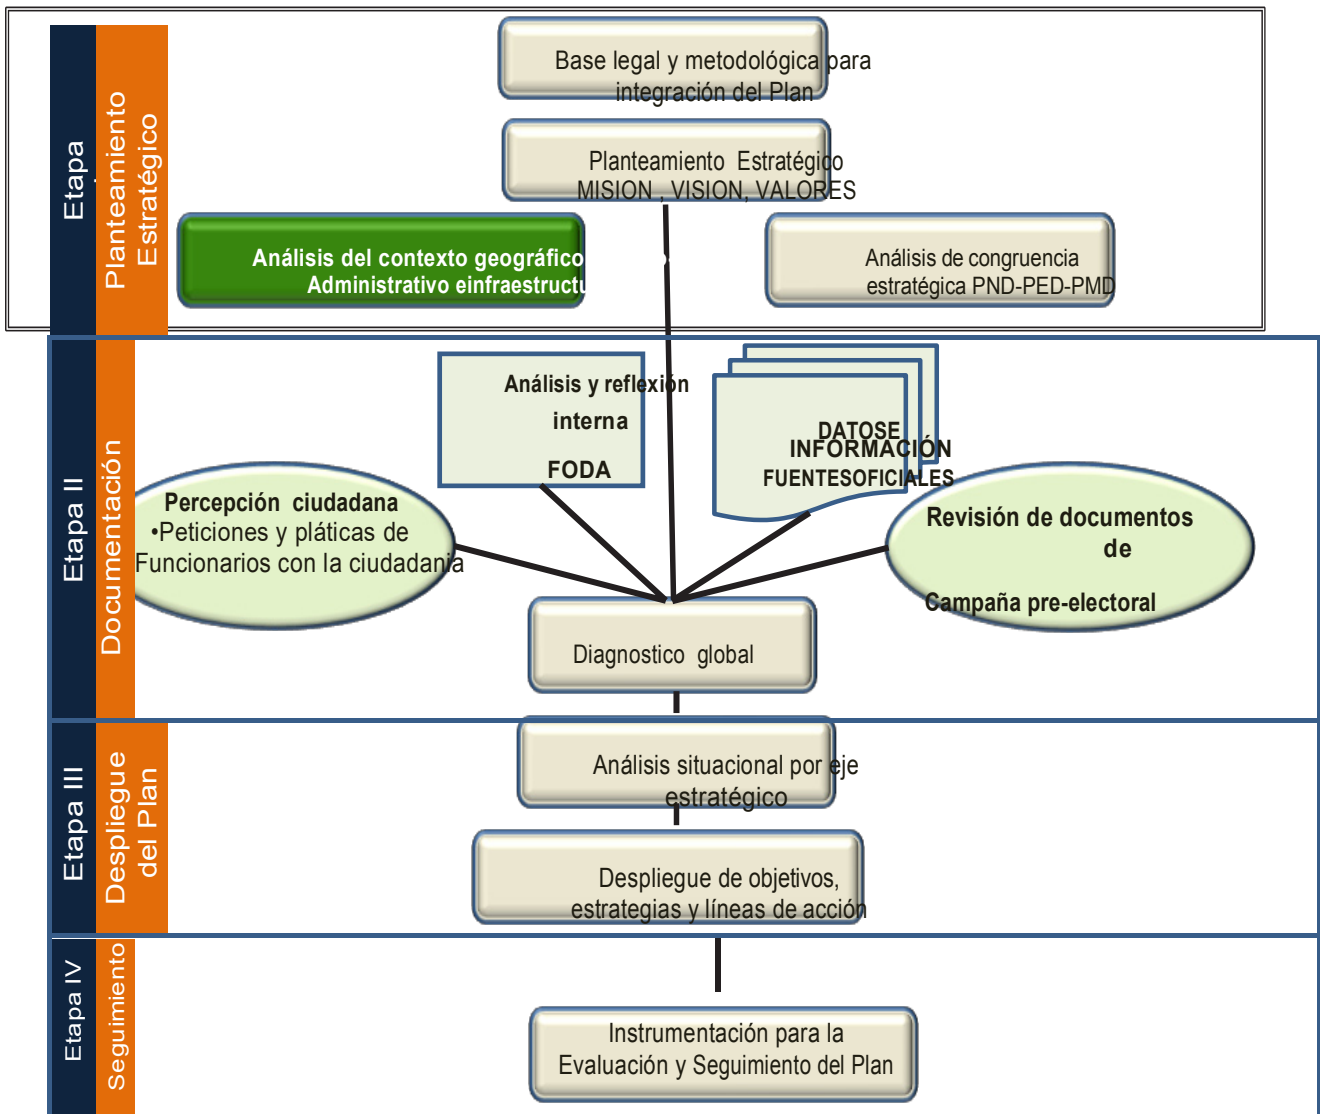 Etapa
Planteamiento
Estratégico
Base legal y metodológica para
integración del Plan
Planteamiento Estratégico
MISION , VISION, VALORES
Análisis del contexto geográfico
Administrativo einfraestructu
Análisis de congruencia
estratégica PND-PED-PMD
Etapa II
Documentación
Análisis y reflexión
interna
FODA
DATOSE
INFORMACIÓN
FUENTESOFICIALES
Percepción ciudadana
•Peticiones y pláticas de
Funcionarios con la ciudadania
Revisión de documentos
de
Campaña pre-electoral
Diagnostico global
Etapa III
Despliegue
del Plan
Análisis situacional por eje
estratégico
Despliegue de objetivos,
estrategias y líneas de acción
Etapa IV
Seguimiento
Instrumentación para la
Evaluación y Seguimiento del Plan